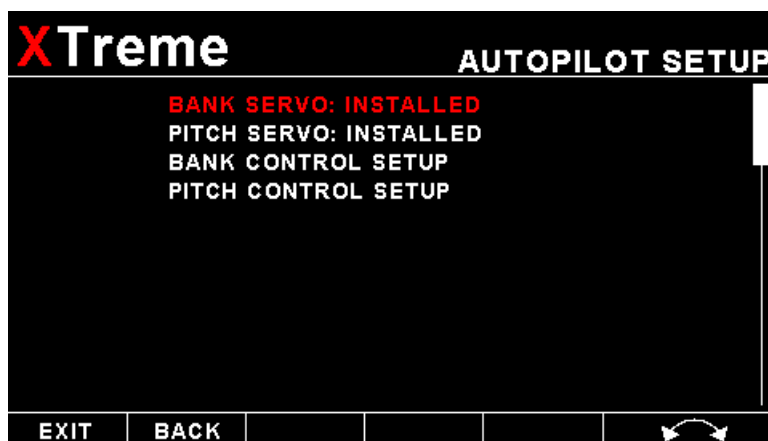 XTreme
AUTOPILOT SETUP
BANK SERVO: INSTALLED
PITCH SERVO: INSTALLED
BANK CONTROL SETUP
PITCH CONTROL SETUP
EXIT BACK